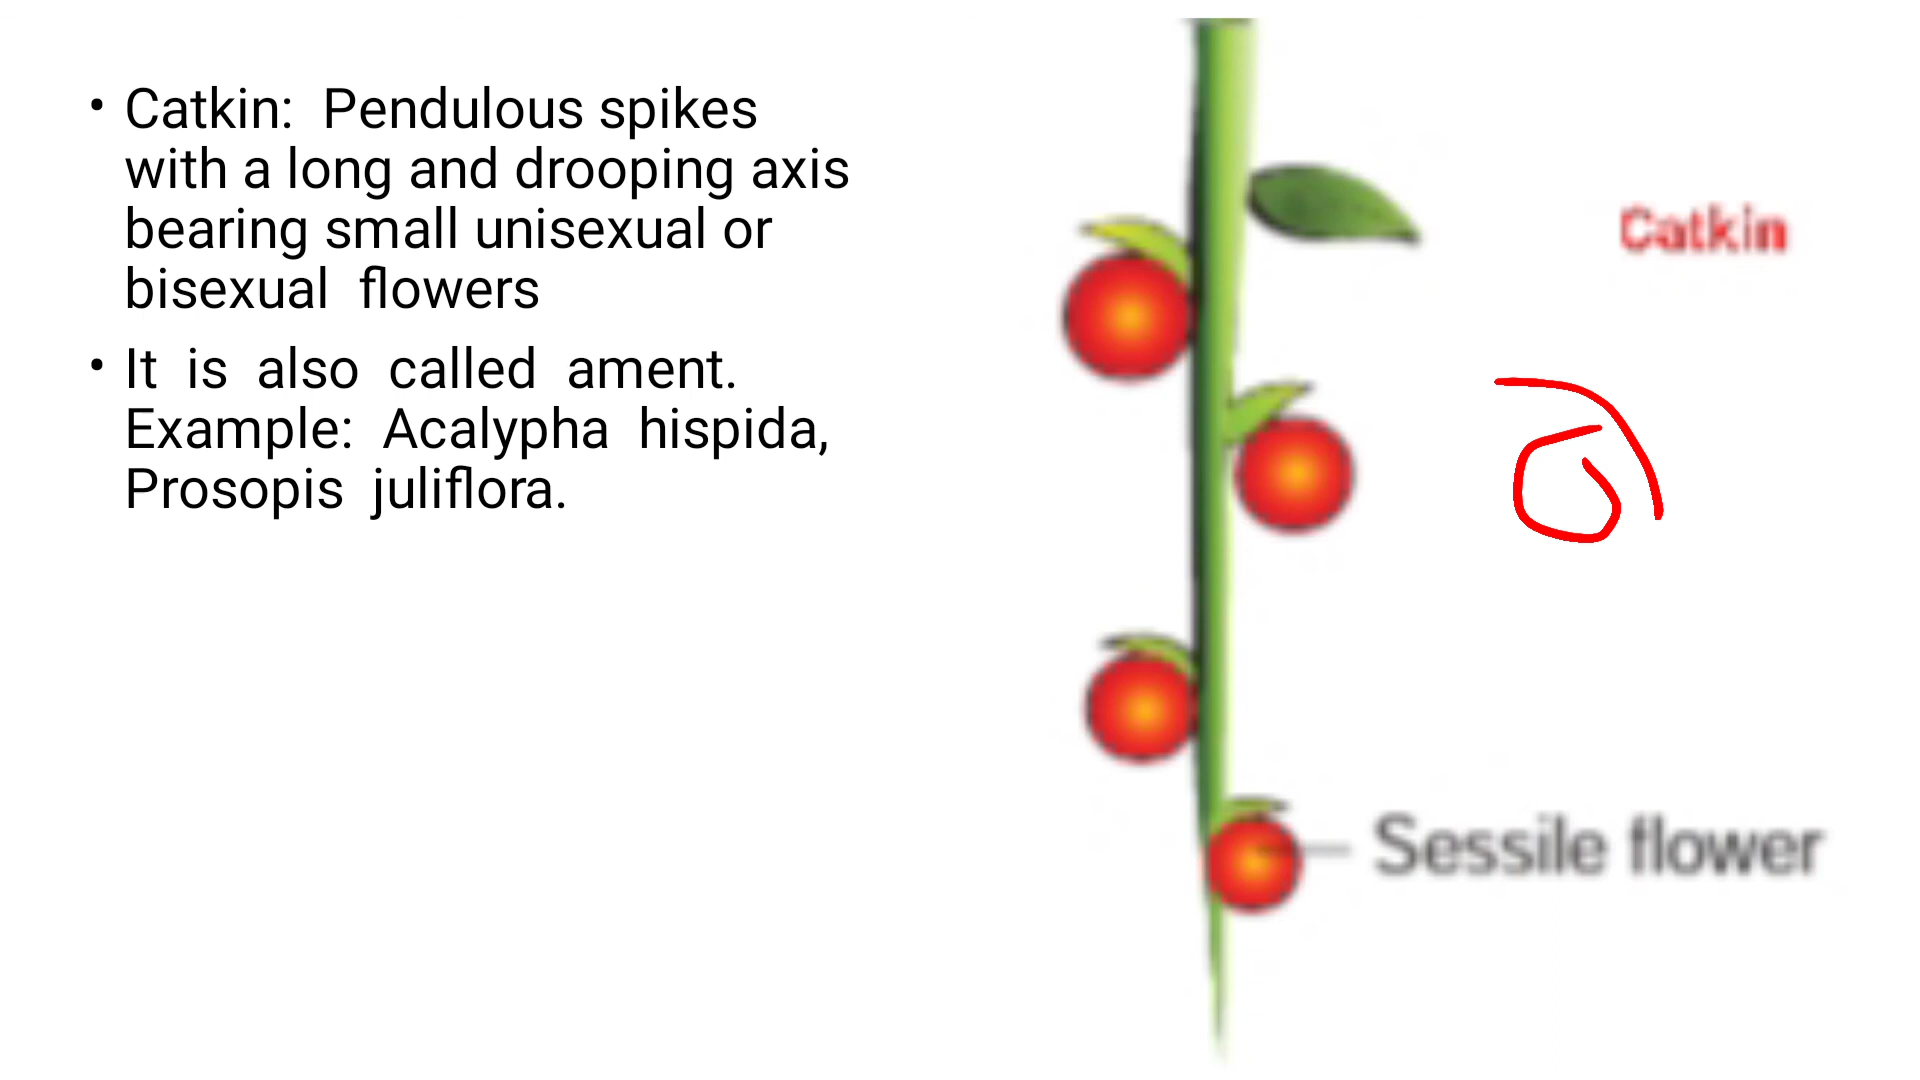 • Catkin:  Pendulous spikes
with a long and drooping axis
bearing small unisexual or
bisexual  flowers
• It  is  also  called  ament.
Example:  Acalypha  hispida,
Prosopis  juliflora.
Catkin
Sessile flower